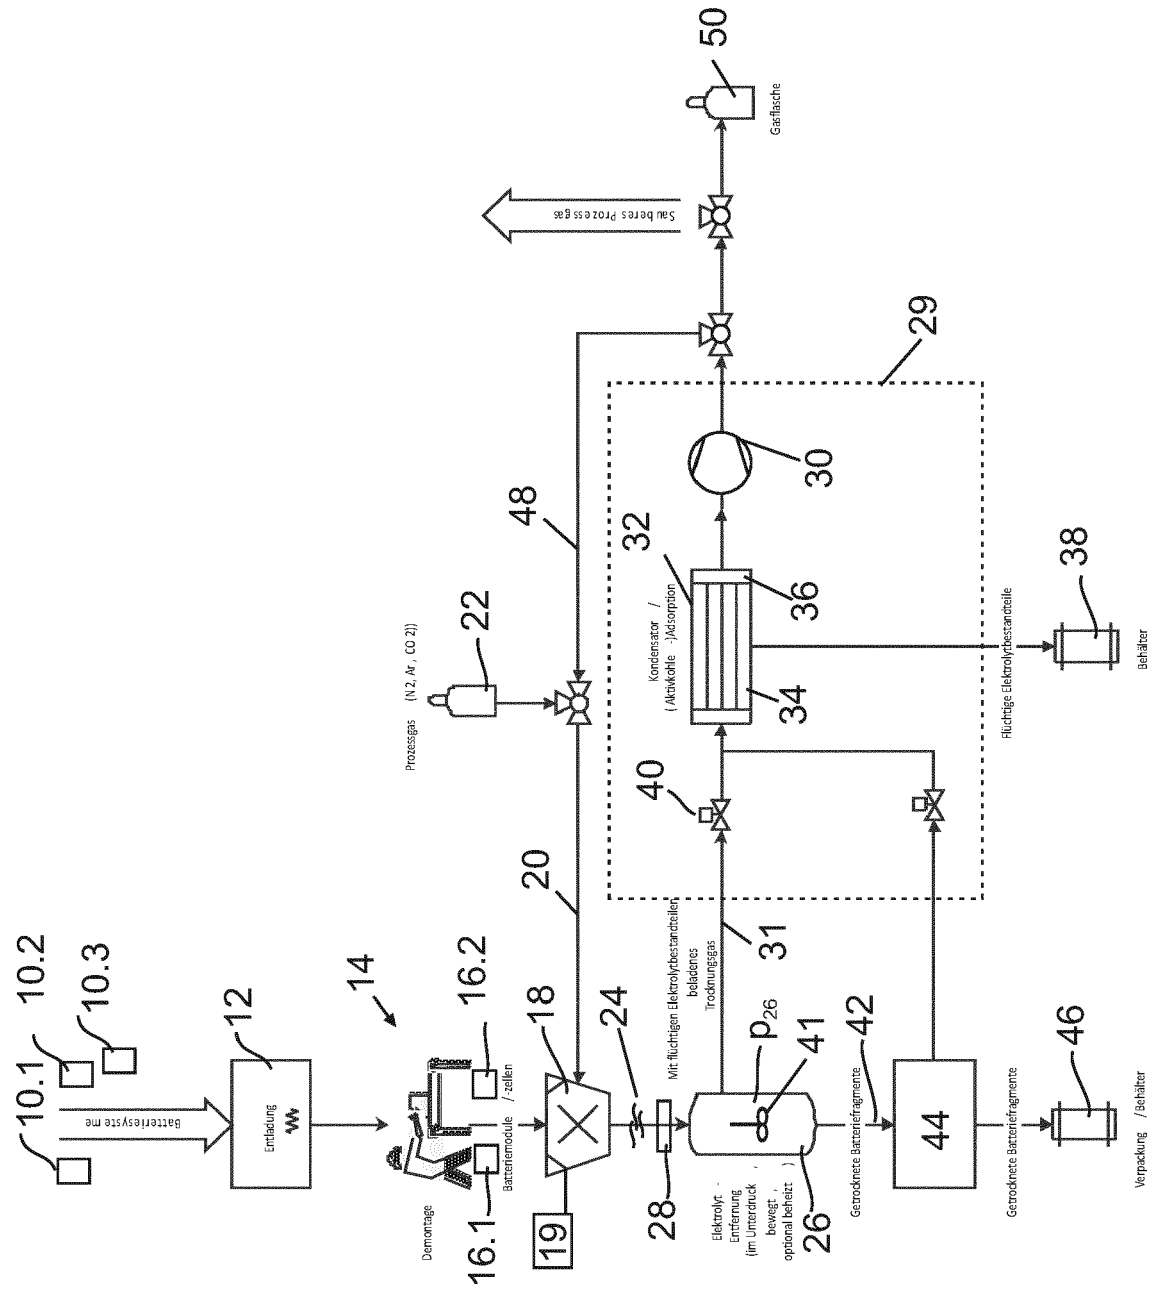 10.1
10.2
10.3
Batteriesysteme
12
Entladung
14
Demontage
16.1
16.2
Batteriemodule / -zellen
18
19
20
Prozessgas (N 2, Ar , CO 2))
22
24
28
48
Sauberes Prozessgas
50
Gasflasche
Mit flüchtigen Elektrolytbestandteilen
beladenes
Trocknungsgas
31
Elektrolyt -
Entfernung
(im Unterdruck ,
bewegt ,
optional beheizt )
26
p26
41
40
Kondensator /
( Aktivkohle -)Adsorption
32
34
36
30
29
Flüchtige Elektrolytbestandteile
38
Behälter
Getrocknete Batteriefragmente
42
44
Getrocknete Batteriefragmente
46
Verpackung / Behälter